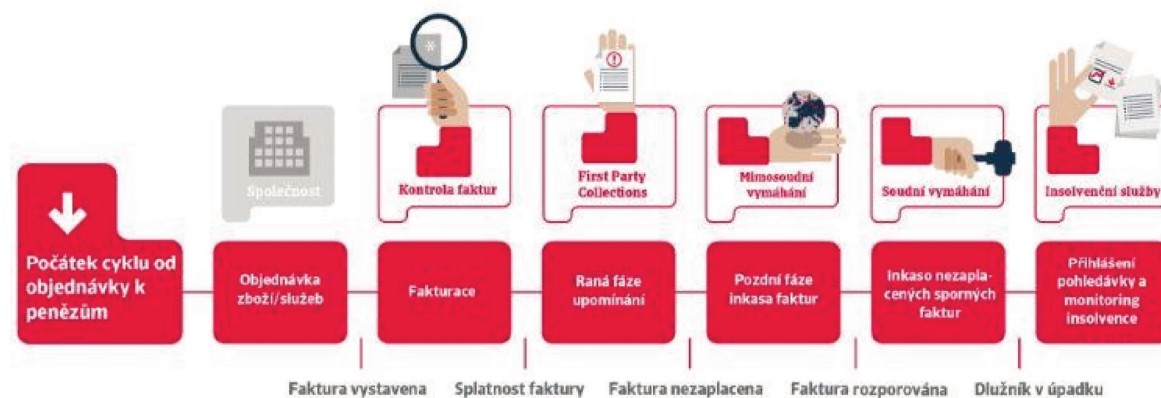 Společnost
Kontrola faktur
First Party
Collections
Mimosoudní
vymáhání
Soudní vymáhání
Insolvenční služby
Počátek cyklu od
objednávky k
penězům
Objednávka
zboží/služeb
Fakturace
Raná fáze
upomínání
Pozdní fáze
inkasa faktur
Inkaso nezapla-
cených sporných
faktur
Přihlášení
pohledávky a
monitoring
insolvence
Faktura vystavena
Splatnost faktury
Faktura nezaplacena
Faktura rozporována
Dlužník v úpadku